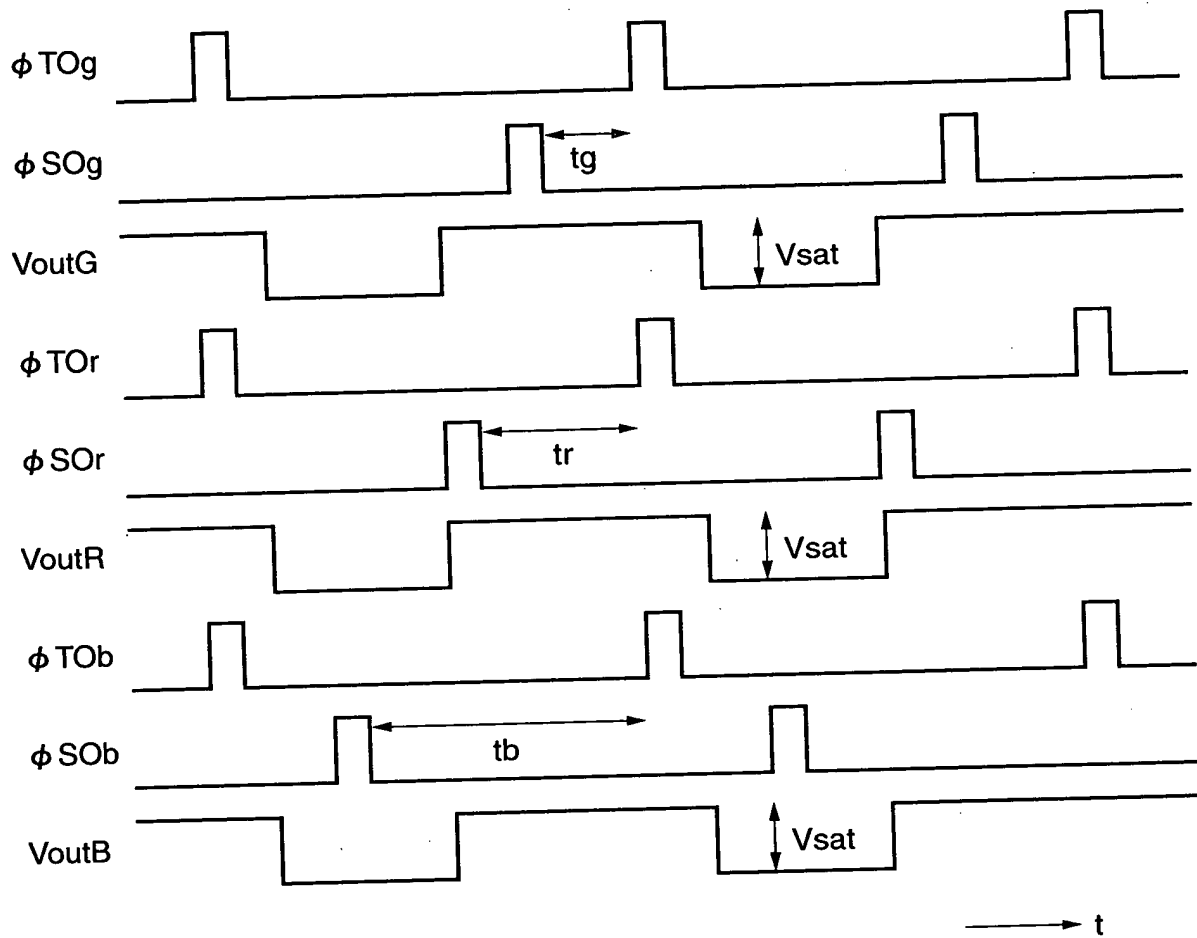 ϕ TOg
ϕ SOg
tg
VoutG
Vsat
ϕ TOr
ϕ SOr
tr
VoutR
Vsat
ϕ TOb
ϕ SOb
tb
VoutB
Vsat
t